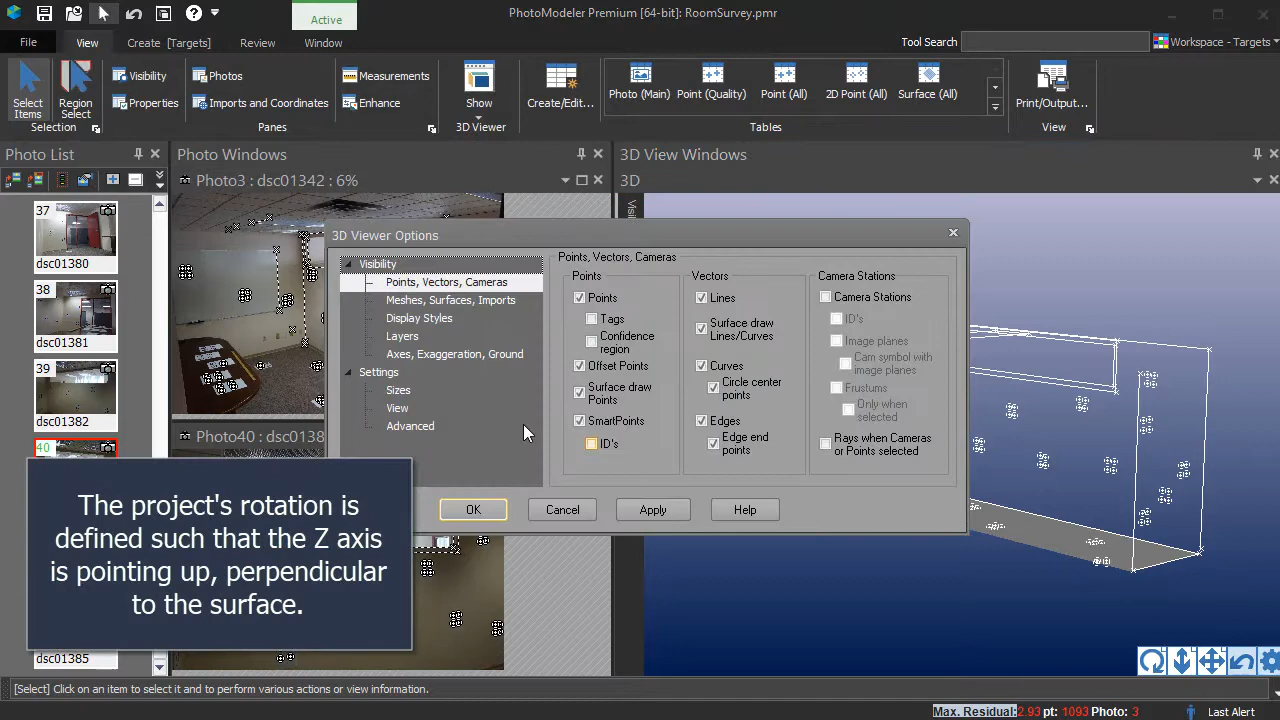 PhotoModeler Premium [64-bit]: RoomSurvey.pmr
Active
File
View
Create [Targets]
Review
Window
Tool Search
Workspace - Targets
Select
Items
Region
Select
Selection
Visibility
Properties
Photos
Imports and Coordinates
Measurements
Enhance
Panes
Show
3D Viewer
Create/Edit...
Photo (Main)
Point (Quality)
Point (All)
2D Point (All)
Surface (All)
Tables
Print/Output...
View
Photo List
Photo Windows
3D View Windows
Photo3 : dsc01342 : 6%
3D
37
dsc01380
38
dsc01381
39
dsc01382
40
dsc01385
Photo40 : dsc0138
3D Viewer Options
Visibility
Points, Vectors, Cameras
Meshes, Surfaces, Imports
Display Styles
Layers
Axes, Exaggeration, Ground
Settings
Sizes
View
Advanced
Points, Vectors, Cameras
Points
Points
Tags
Confidence
region
Offset Points
Surface draw
Points
SmartPoints
ID's
Vectors
Lines
Surface draw
Lines/Curves
Curves
Circle center
points
Edges
Edge end
points
Camera Stations
Camera Stations
ID's
Image planes
Cam symbol with
image planes
Frustums
Only when
selected
Rays when Cameras
or Points selected
OK
Cancel
Apply
Help
The project's rotation is
defined such that the Z axis
is pointing up, perpendicular
to the surface.
[Select] Click on an item to select it and to perform various actions or view information.
Max. Residual: 2.93 pt: 1093 Photo: 3
Last Alert